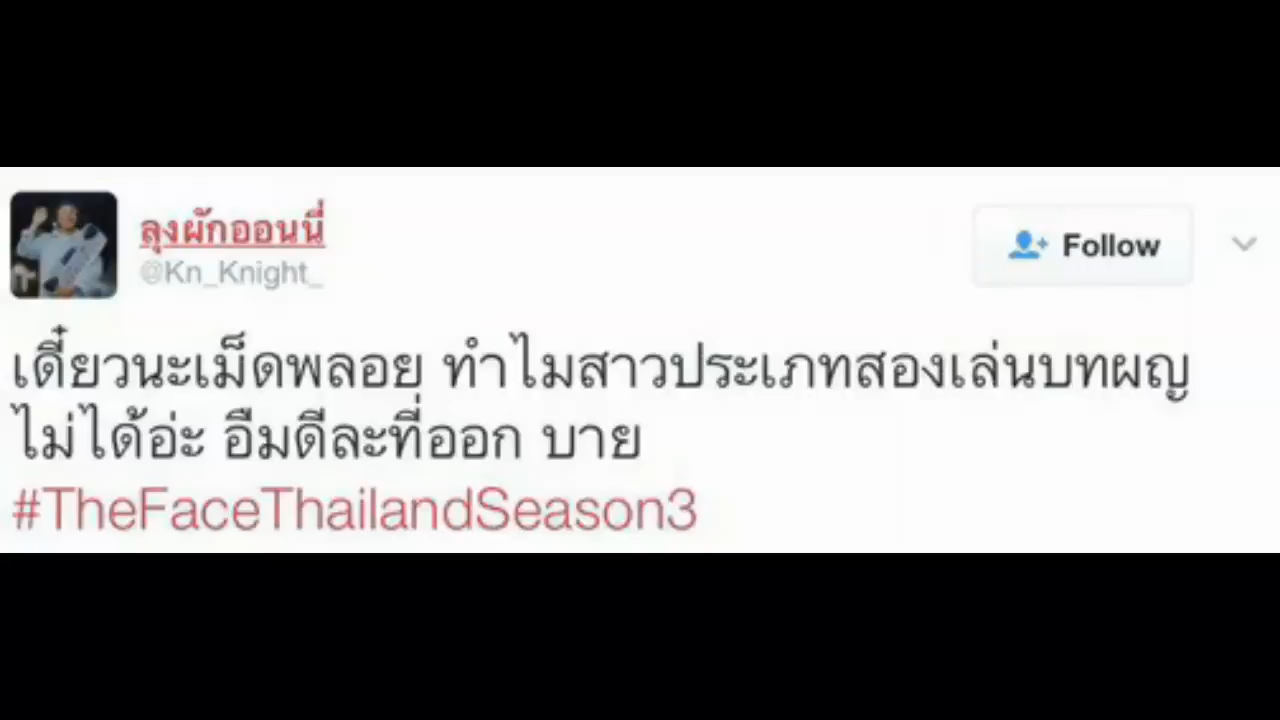 ลุงผักออนนี่
@Kn_Knight_
Follow
เดี๋ยวนะเม็ดพลอย ทำไมสาวประเภทสองเล่นบทผญ
ไม่ได้อ่ะ อืมดีละที่ออก บาย
#TheFaceThailandSeason3